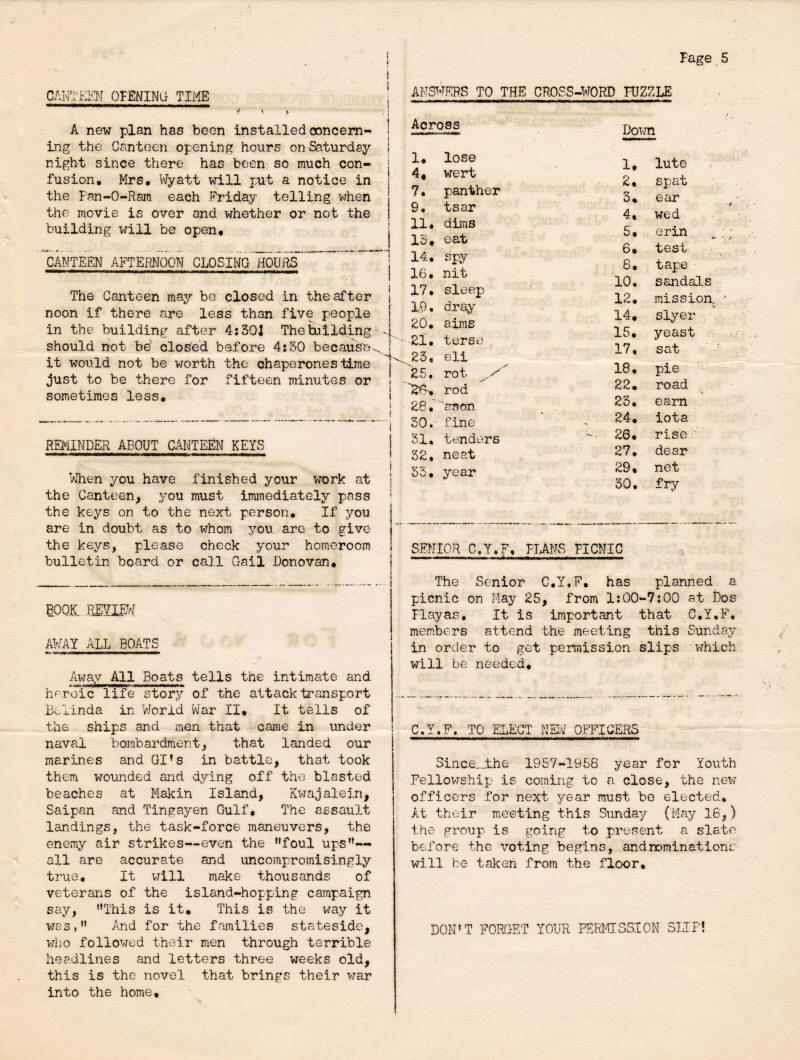 Page 5
CANTEEN OPENING TIME
A new plan has been installed concern-
ing the Canteen opening hours on Saturday
night since there has been so much con-
fusion. Mrs. Wyatt will put a notice in
the Pan-O-Ram each Friday telling when
the movie is over and whether or not the
building will be open.
CANTEEN AFTERNOON CLOSING HOURS
The Canteen may be closed in the after
noon if there are less than five people
in the building after 4:30! The building
should not be closed before 4:30 because
it would not be worth the chaperones time
just to be there for fifteen minutes or
sometimes less.
REMINDER ABOUT CANTEEN KEYS
When you have finished your work at
the Canteen, you must immediately pass
the keys on to the next person. If you
are in doubt as to whom you are to give
the keys, please check your homeroom
bulletin board or call Gail Donovan.
BOOK REVIEW
AWAY ALL BOATS
Away All Boats tells the intimate and
heroic life story of the attack transport
Belinda in World War II. It tells of
the ships and men that came in under
naval bombardment, that landed our
marines and GI's in battle, that took
them wounded and dying off the blasted
beaches at Makin Island, Kwajalein,
Saipan and Tingayen Gulf. The assault
landings, the task-force maneuvers, the
enemy air strikes--even the "foul ups"--
all are accurate and uncompromisingly
true. It will make thousands of
veterans of the island-hopping campaign
say, "This is it. This is the way it
was," And for the families stateside,
who followed their men through terrible
headlines and letters three weeks old,
this is the novel that brings their war
into the home.
ANSWERS TO THE CROSS-WORD PUZZLE
Across
1. lose
4. wert
7. panther
9. tsar
11. dims
13. eat
14. spy
16. nit
17. sleep
19. dray
20. aims
21. terse
23. eli
25. rot
26. rod
28. ason
30. fine
31. tenders
32. neat
33. year
Down
1. lute
2. spat
3. ear
4. wed
5. erin
6. test
8. tape
10. sandals
12. mission
14. slyer
15. yeast
17. sat
18. pie
22. road
23. earn
24. iota
26. rise
27. dear
29. net
30. fry
SENIOR C.Y.F. PLANS PICNIC
The Senior C.Y.F. has planned a
picnic on May 25, from 1:00-7:00 at Dos
Playas. It is important that C.Y.F.
members attend the meeting this Sunday
in order to get permission slips which
will be needed.
C.Y.F. TO ELECT NEW OFFICERS
Since the 1957-1958 year for Youth
Fellowship is coming to a close, the new
officers for next year must be elected.
At their meeting this Sunday (May 18,)
the group is going to present a slate
before the voting begins, and nominations
will be taken from the floor.
DON'T FORGET YOUR PERMISSION SLIP!